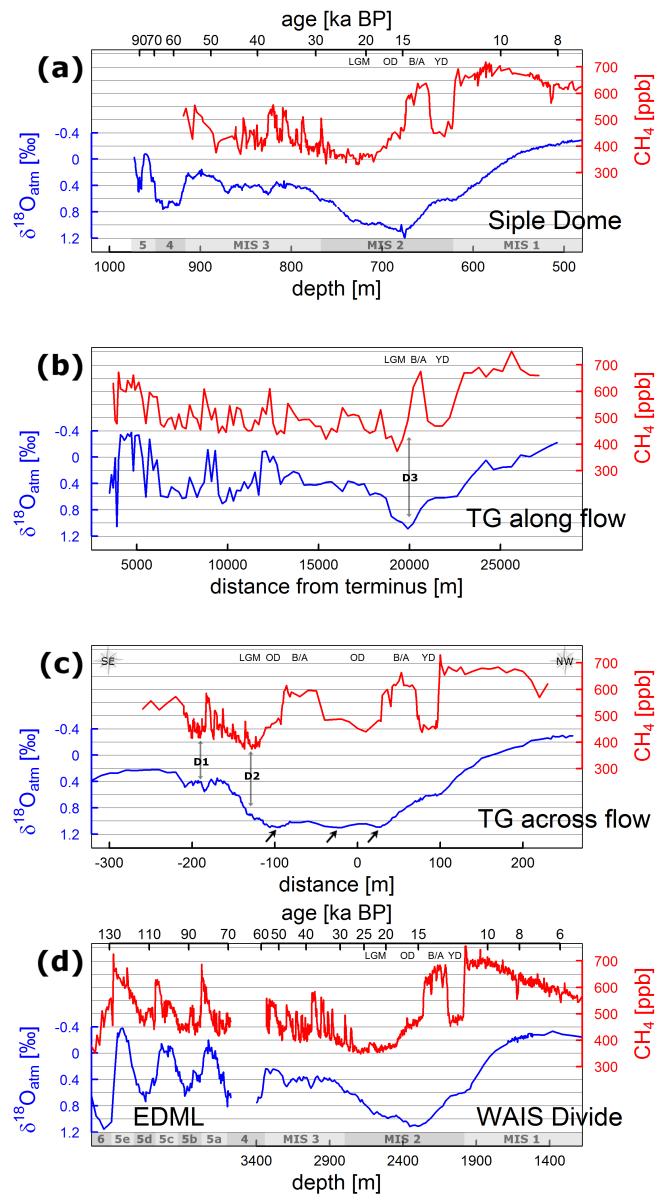 age [ka BP]
90 70 60 50 40 30 20 15 10 8
(a)
LGM OD B/A YD
700
600
500
400
300
CH4 [ppb]
-0.4
0
0.4
0.8
1.2
δ18Oatm [‰]
Siple Dome
5 4 MIS 3 MIS 2 MIS 1
1000 900 800 700 600 500
depth [m]
(b)
LGM B/A YD
700
600
500
400
300
CH4 [ppb]
-0.4
0
0.4
0.8
1.2
δ18Oatm [‰]
D3
TG along flow
5000 10000 15000 20000 25000
distance from terminus [m]
(c)
SE LGM OD B/A OD B/A YD NW
700
600
500
400
300
CH4 [ppb]
-0.4
0
0.4
0.8
1.2
δ18Oatm [‰]
D1 D2
TG across flow
-300 -200 -100 0 100 200
distance [m]
age [ka BP]
130 110 90 70 60 50 40 30 25 20 15 10 8 6
(d)
LGM OD B/A YD
700
600
500
400
300
CH4 [ppb]
-0.4
0
0.4
0.8
1.2
δ18Oatm [‰]
EDML WAIS Divide
6 5e 5d 5c 5b 5a 4 MIS 3 MIS 2 MIS 1
3400 2900 2400 1900 1400
depth [m]